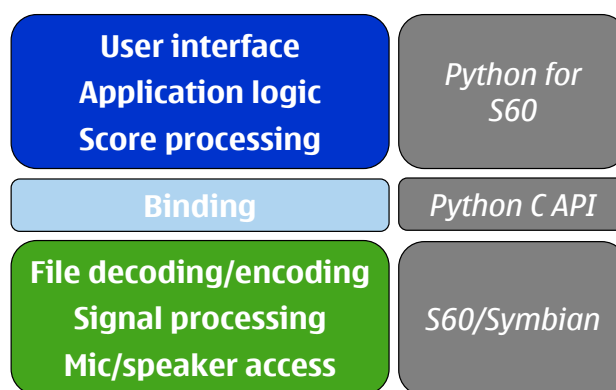 User interface
Application logic
Score processing
Python for
S60
Binding
Python C API
File decoding/encoding
Signal processing
Mic/speaker access
S60/Symbian